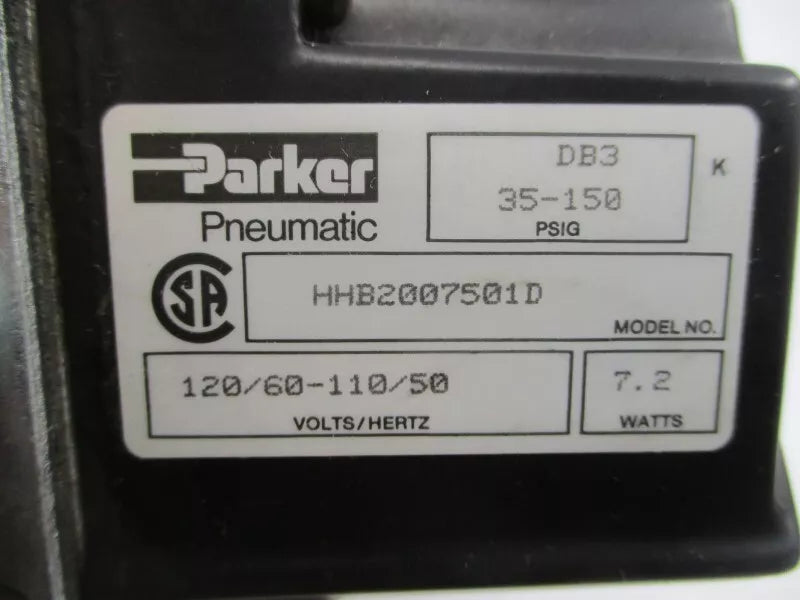 Parker
Pneumatic
DB3
35-150
PSIG
K
SA
HHB2007501D
MODEL NO.
120/60-110/50
VOLTS/HERTZ
7.2
WATTS